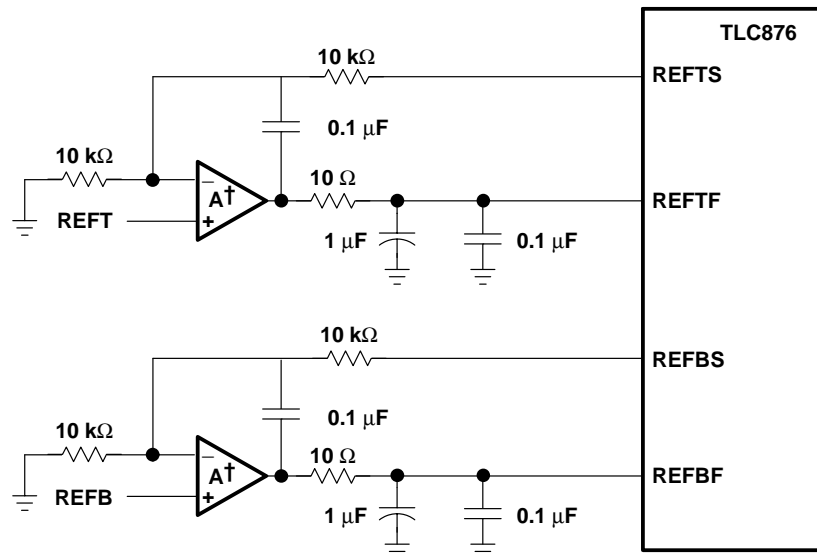 TLC876
10 kΩ
REFTS
0.1 µF
10 kΩ
−
A†
+
10 Ω
REFTF
REFT
1 µF
0.1 µF
10 kΩ
REFBS
0.1 µF
10 kΩ
−
A†
+
10 Ω
REFBF
REFB
1 µF
0.1 µF